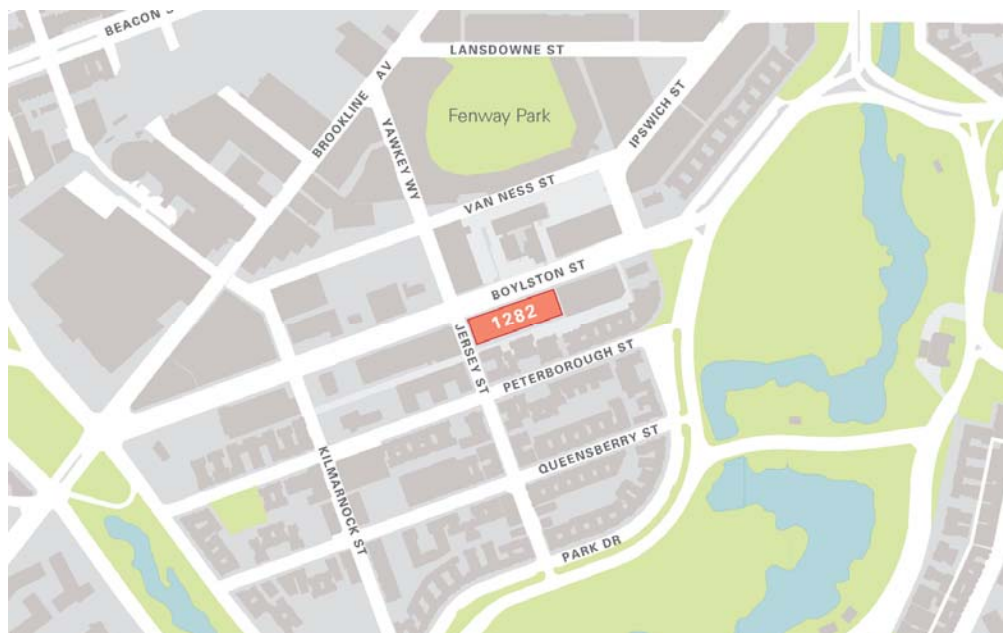 BEACON S
LANSDOWNE ST
BROOKLINE AV
Fenway Park
IPSWICH ST
YAWKEY WY
VAN NESS ST
BOYLSTON ST
1282
JERSEY ST
PETERBOROUGH ST
QUEENSBERRY ST
KILMARNOCK ST
PARK DR